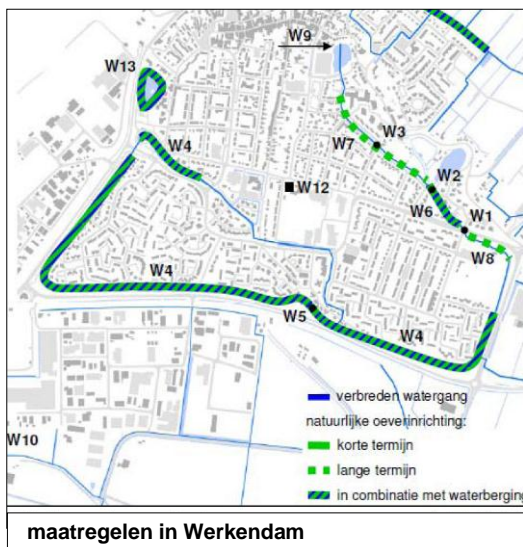 W9
W13
W4
W3
W7
W2
W12
W6
W1
W8
W4
W5
W4
verbreden watergang
natuurlijke oeverinrichting:
korte termijn
W10
lange termijn
in combinatie met waterberging
maatregelen in Werkendam